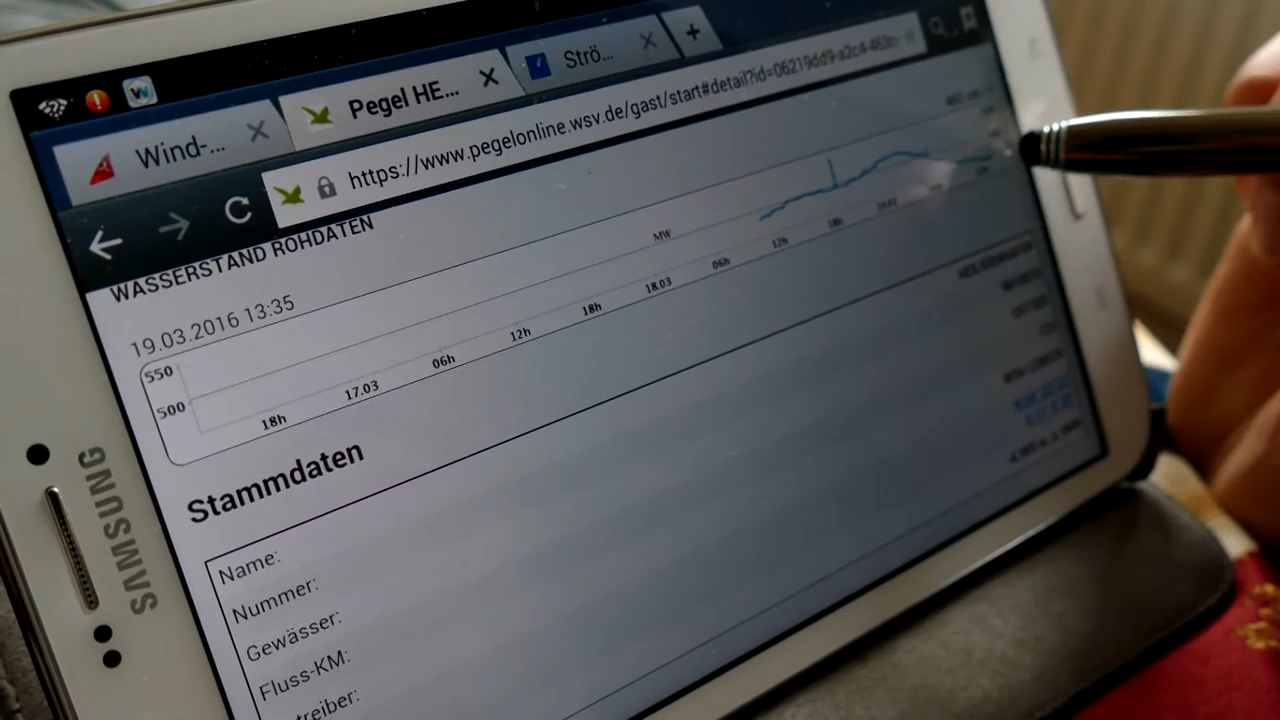 Wind-...
Pegel HE...
Strö...
https://www.pegelonline.wsv.de/gast/start#detail?id=06219dd9-a2c4-463b
WASSERSTAND ROHDATEN
19.03.2016 13:35
550
500
MW
18h
17.03
06h
12h
18h
18.03
06h
12h
18h
Stammdaten
Name:
Nummer:
Gewässer:
Fluss-KM:
treiber:
SAMSUNG